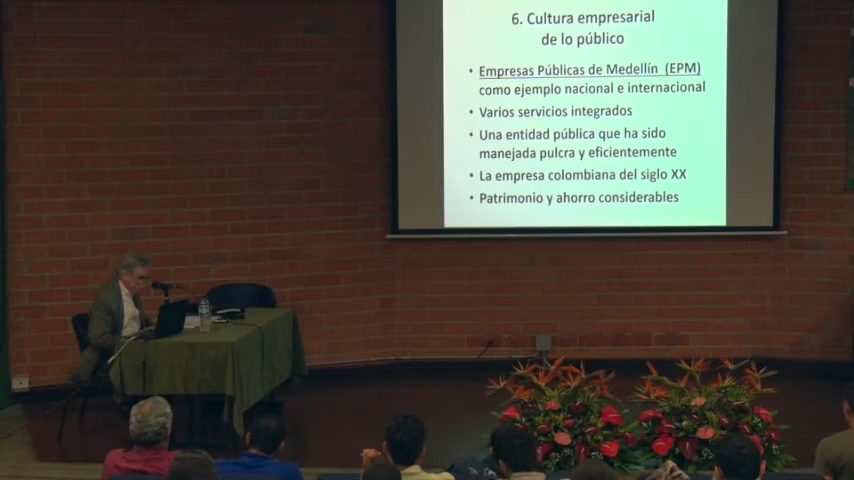 6. Cultura empresarial
de lo público
• Empresas Públicas de Medellín (EPM)
como ejemplo nacional e internacional
• Varios servicios integrados
• Una entidad pública que ha sido
manejada pulcra y eficientemente
• La empresa colombiana del siglo XX
• Patrimonio y ahorro considerables